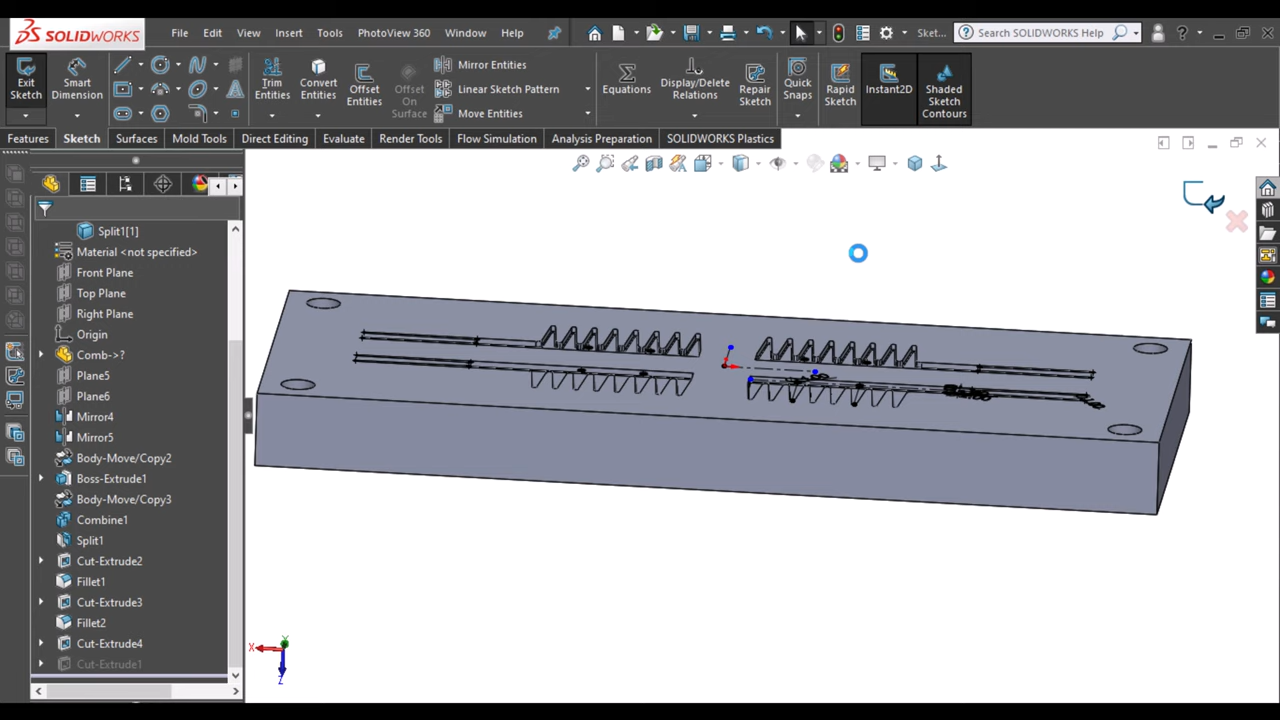 SOLIDWORKS File Edit View Insert Tools PhotoView 360 Window Help Sket... Search SOLIDWORKS Help ?
Exit Sketch Smart Dimension Trim Entities Convert Entities Offset Entities Offset On Surface Mirror Entities Linear Sketch Pattern Move Entities Equations Display/Delete Relations Repair Sketch Quick Snaps Rapid Sketch Instant2D Shaded Sketch Contours
Features Sketch Surfaces Mold Tools Direct Editing Evaluate Render Tools Flow Simulation Analysis Preparation SOLIDWORKS Plastics
Split1[1]
Material <not specified>
Front Plane
Top Plane
Right Plane
Origin
Comb->?
Plane5
Plane6
Mirror4
Mirror5
Body-Move/Copy2
Boss-Extrude1
Body-Move/Copy3
Combine1
Split1
Cut-Extrude2
Fillet1
Cut-Extrude3
Fillet2
Cut-Extrude4
Cut-Extrude1
Y
X
Z